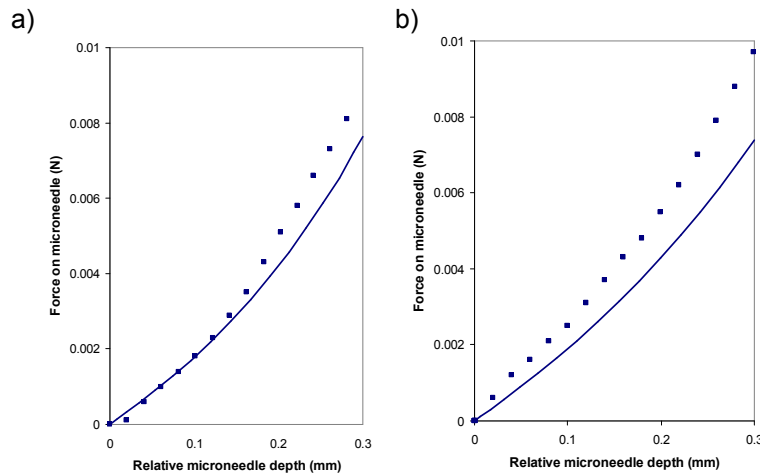 a)
0.01
0.008
0.006
0.004
0.002
0
0 0.1 0.2 0.3
Force on microneedle (N)
Relative microneedle depth (mm)
b)
0.01
0.008
0.006
0.004
0.002
0
0 0.1 0.2 0.3
Force on microneedle (N)
Relative microneedle depth (mm)